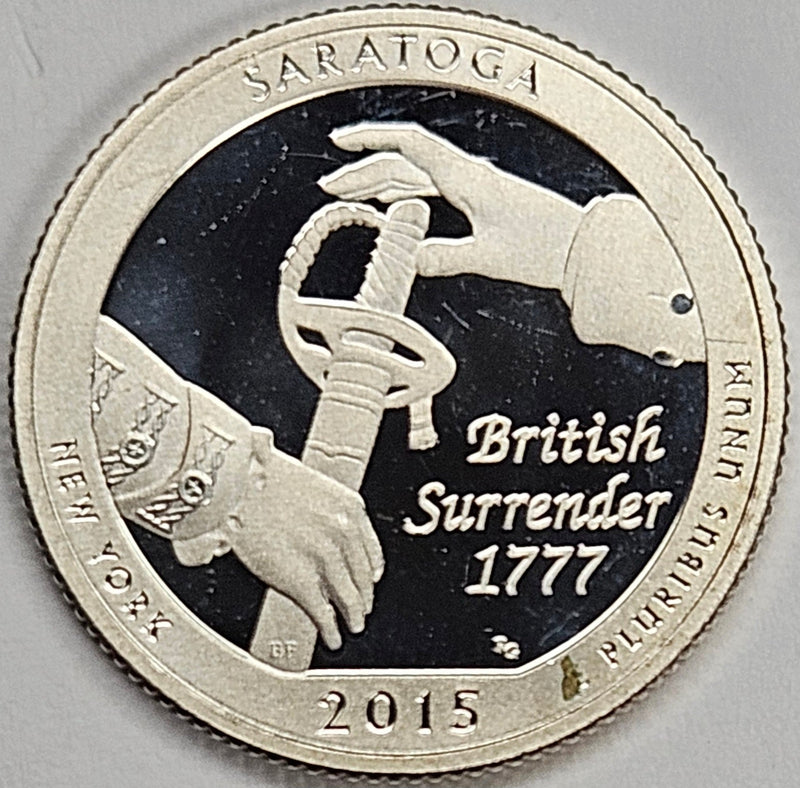 SARATOGA
British
Surrender
1777
NEW YORK
PLURIBUS UNUM
BF
2015